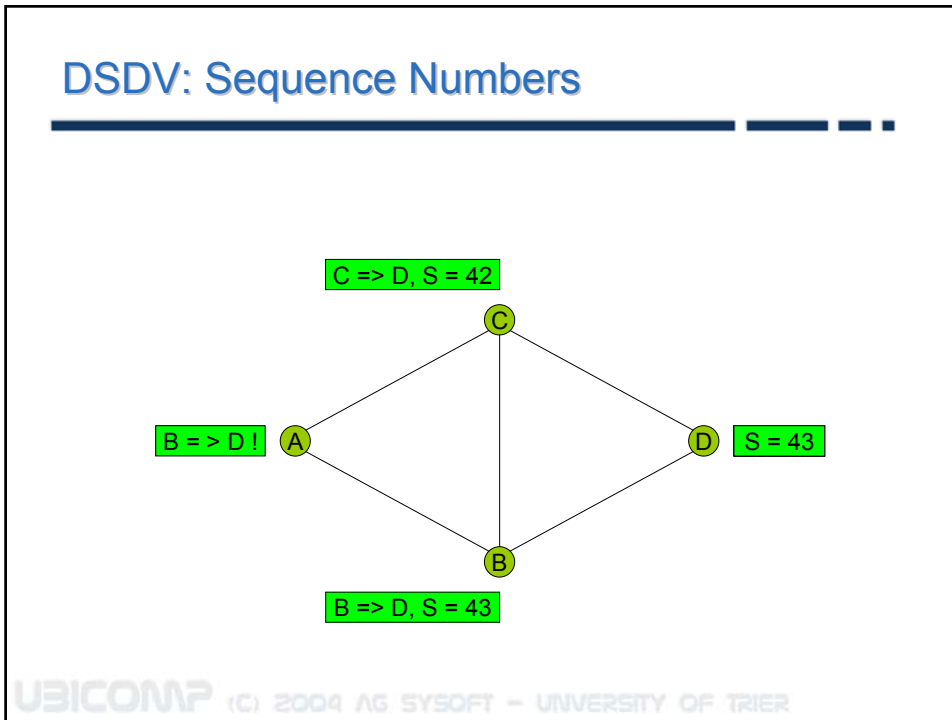 DSDV: Sequence Numbers
C => D, S = 42
C
B = > D !
A
D
S = 43
B
B => D, S = 43
UBICOMP (C) 2004 AG SYSOFT - UNIVERSITY OF TRIER